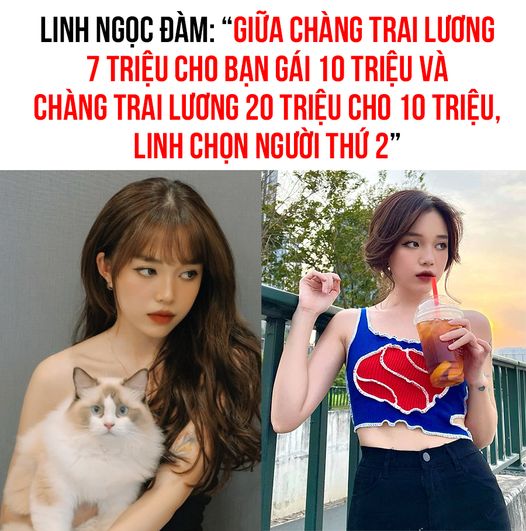 LINH NGỌC ĐÀM: “GIỮA CHÀNG TRAI LƯƠNG
7 TRIỆU CHO BẠN GÁI 10 TRIỆU VÀ
CHÀNG TRAI LƯƠNG 20 TRIỆU CHO 10 TRIỆU,
LINH CHỌN NGƯỜI THỨ 2”